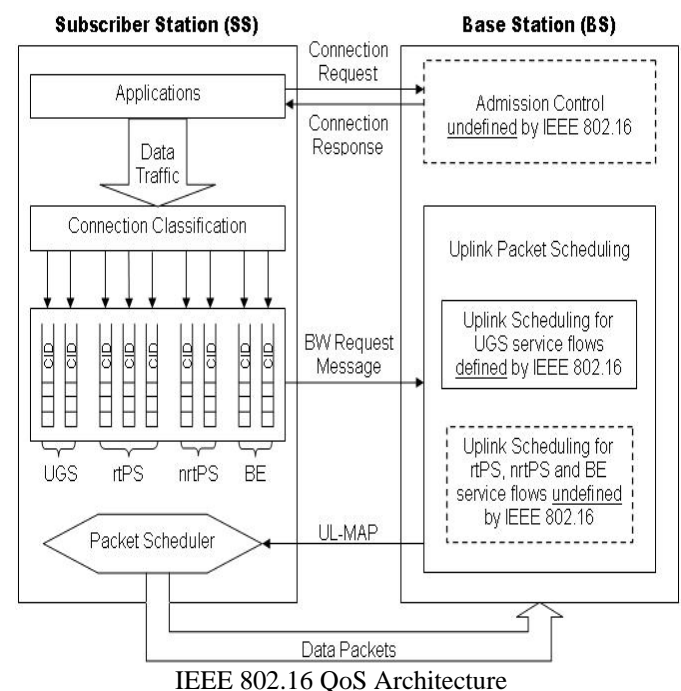 Subscriber Station (SS)
Base Station (BS)
Connection
Request
Applications
Connection
Response
Admission Control
undefined by IEEE 802.16
Data
Traffic
Connection Classification
Uplink Packet Scheduling
CID
CID
CID
CID
CID
CID
CID
CID
CID
BW Request
Message
Uplink Scheduling for
UGS service flows
defined by IEEE 802.16
UGS
rtPS
nrtPS
BE
Uplink Scheduling for
rtPS, nrtPS and BE
service flows undefined
by IEEE 802.16
Packet Scheduler
UL-MAP
Data Packets
IEEE 802.16 QoS Architecture